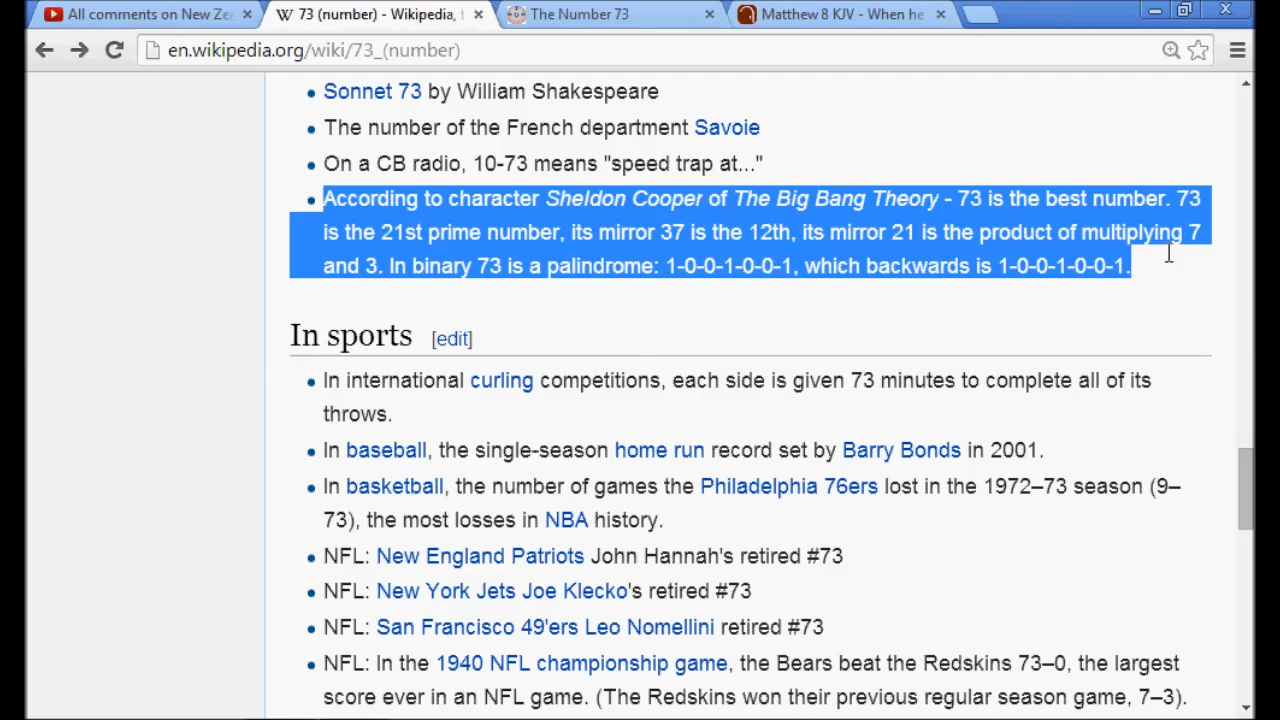 All comments on New Ze
73 (number) - Wikipedia, t
The Number 73
Matthew 8 KJV - When he
en.wikipedia.org/wiki/73_(number)
Sonnet 73 by William Shakespeare
The number of the French department Savoie
On a CB radio, 10-73 means "speed trap at..."
According to character Sheldon Cooper of The Big Bang Theory - 73 is the best number. 73
is the 21st prime number, its mirror 37 is the 12th, its mirror 21 is the product of multiplying 7
and 3. In binary 73 is a palindrome: 1-0-0-1-0-0-1, which backwards is 1-0-0-1-0-0-1.
In sports [edit]
In international curling competitions, each side is given 73 minutes to complete all of its
throws.
In baseball, the single-season home run record set by Barry Bonds in 2001.
In basketball, the number of games the Philadelphia 76ers lost in the 1972–73 season (9–
73), the most losses in NBA history.
NFL: New England Patriots John Hannah's retired #73
NFL: New York Jets Joe Klecko's retired #73
NFL: San Francisco 49'ers Leo Nomellini retired #73
NFL: In the 1940 NFL championship game, the Bears beat the Redskins 73–0, the largest
score ever in an NFL game. (The Redskins won their previous regular season game, 7–3).